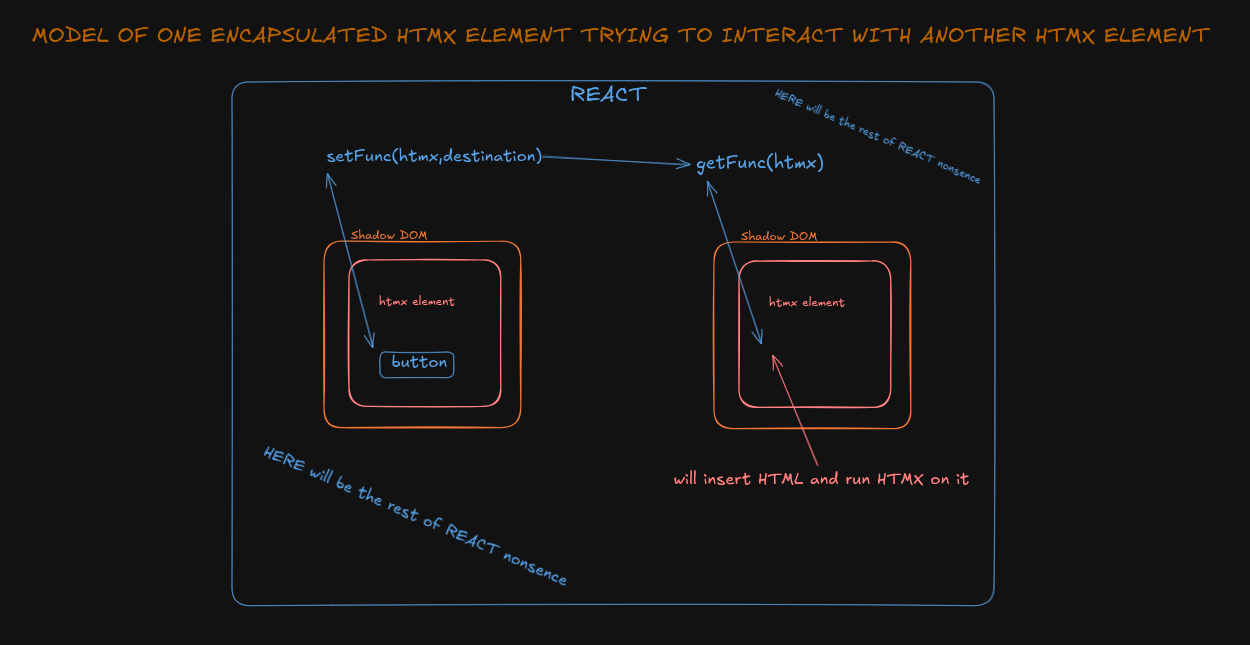 MODEL OF ONE ENCAPSULATED HTMX ELEMENT TRYING TO INTERACT WITH ANOTHER HTMX ELEMENT
REACT
HERE will be the rest of REACT nonsence
setFunc(htmx,destination)
getFunc(htmx)
Shadow DOM
Shadow DOM
htmx element
htmx element
button
will insert HTML and run HTMX on it
HERE will be the rest of REACT nonsence